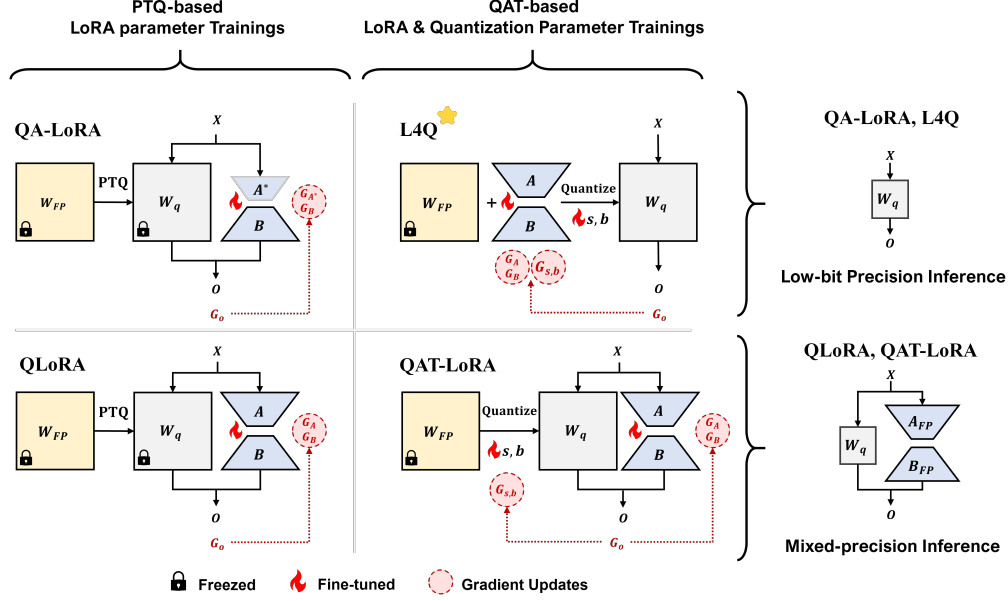 PTQ-based
LoRA parameter Trainings
QAT-based
LoRA & Quantization Parameter Trainings
QA-LoRA
X
W_FP
PTQ
W_q
A*
B
G_A*
G_B
O
G_o
L4Q
X
W_FP
+
A
B
Quantize
s, b
W_q
G_A
G_B
G_s,b
O
G_o
QA-LoRA, L4Q
X
W_q
O
Low-bit Precision Inference
QLoRA
X
W_FP
PTQ
W_q
A
B
G_A
G_B
O
G_o
QAT-LoRA
X
W_FP
Quantize
s, b
W_q
A
B
G_A
G_B
G_s,b
O
G_o
QLoRA, QAT-LoRA
X
W_q
A_FP
B_FP
O
Mixed-precision Inference
Freezed
Fine-tuned
Gradient Updates